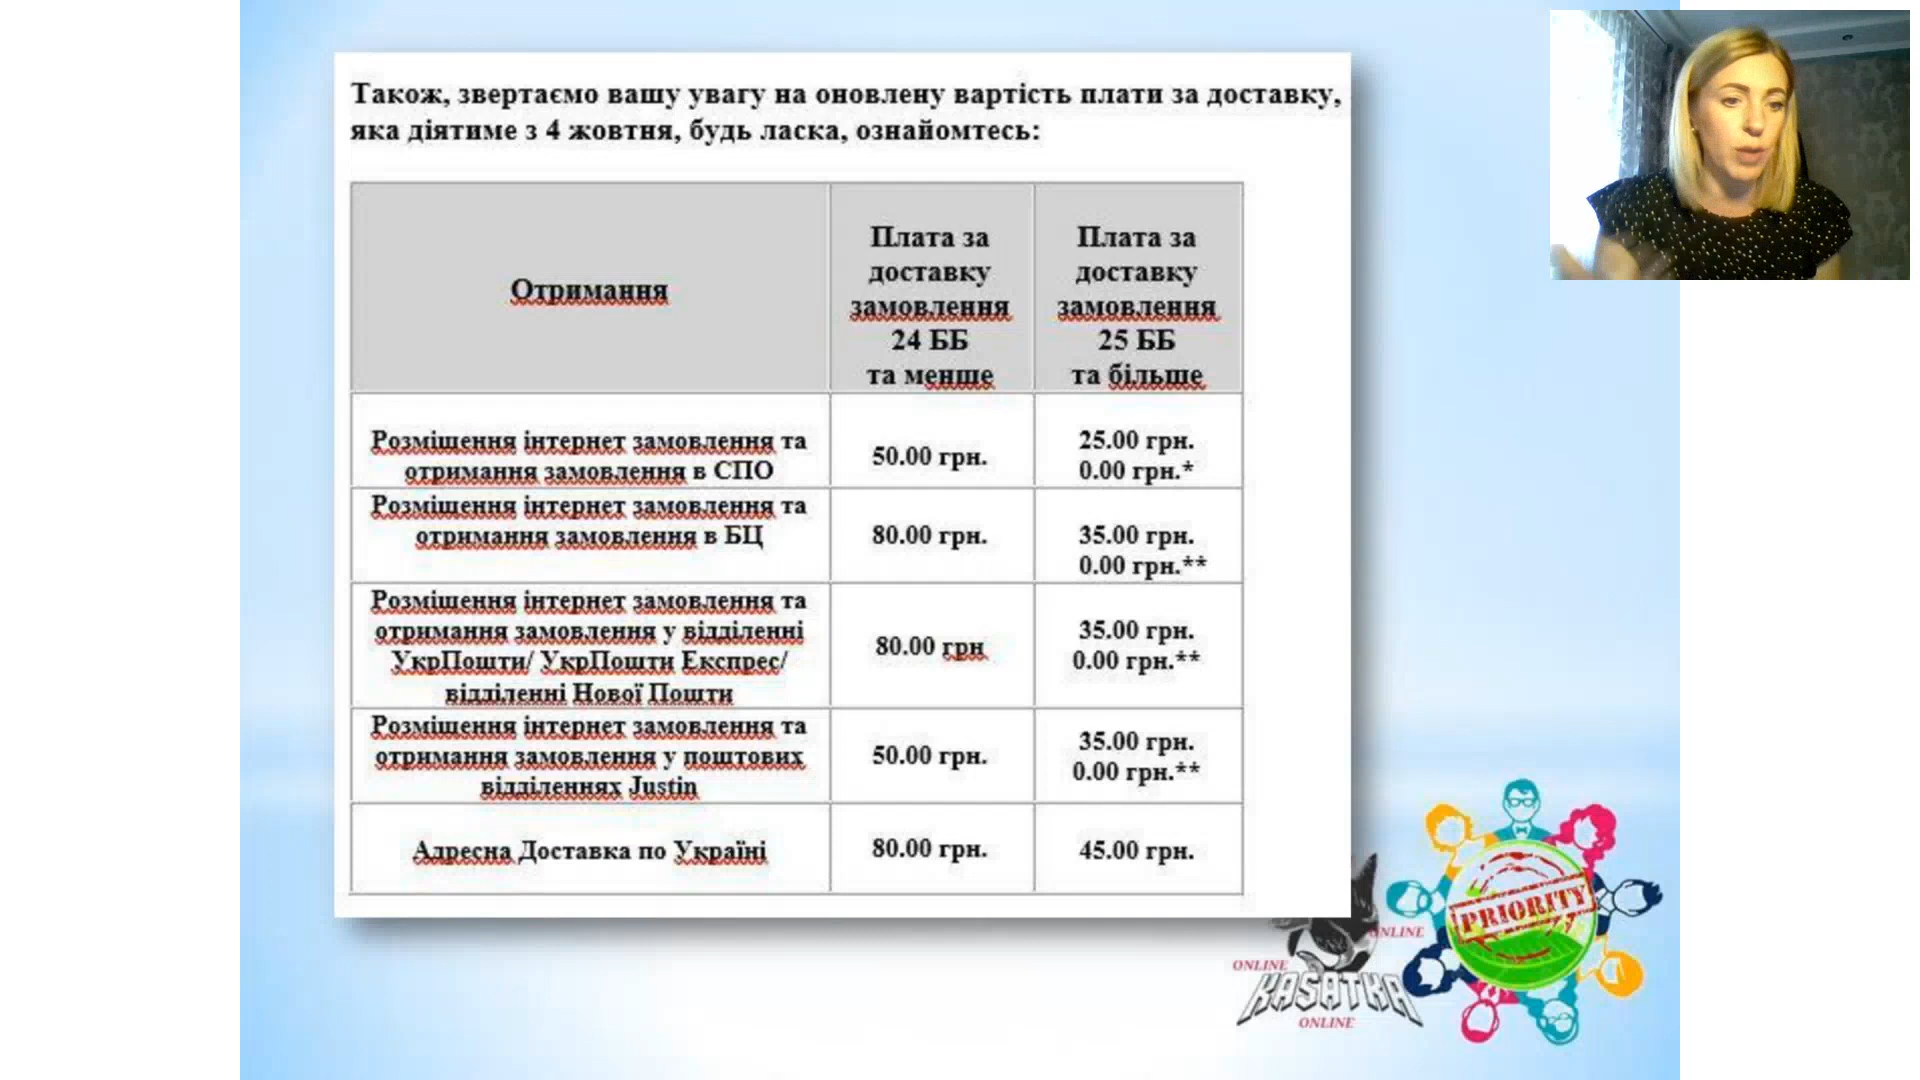 Також, звертаємо вашу увагу на оновлену вартість плати за доставку,
яка діятиме з 4 жовтня, будь ласка, ознайомтесь:
Отримання
Плата за
доставку
замовлення
24 ББ
та менше
Плата за
доставку
замовлення
25 ББ
та більше
Розміщення інтернет замовлення та
отримання замовлення в СПО
50.00 грн.
25.00 грн.
0.00 грн.*
Розміщення інтернет замовлення та
отримання замовлення в БЦ
80.00 грн.
35.00 грн.
0.00 грн.**
Розміщення інтернет замовлення та
отримання замовлення у відділенні
УкрПошти/ УкрПошти Експрес/
відділенні Нової Пошти
80.00 грн
35.00 грн.
0.00 грн.**
Розміщення інтернет замовлення та
отримання замовлення у поштових
відділеннях Justin
50.00 грн.
35.00 грн.
0.00 грн.**
Адресна Доставка по Україні
80.00 грн.
45.00 грн.
PRIORITY
ONLINE
ONLINE
KASATKA
ONLINE